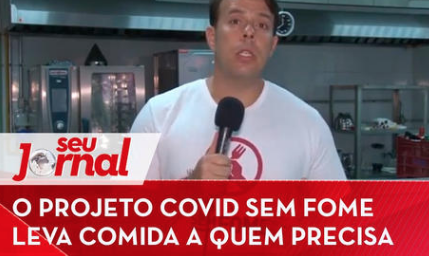 seu
Jornal
O PROJETO COVID SEM FOME
LEVA COMIDA A QUEM PRECISA